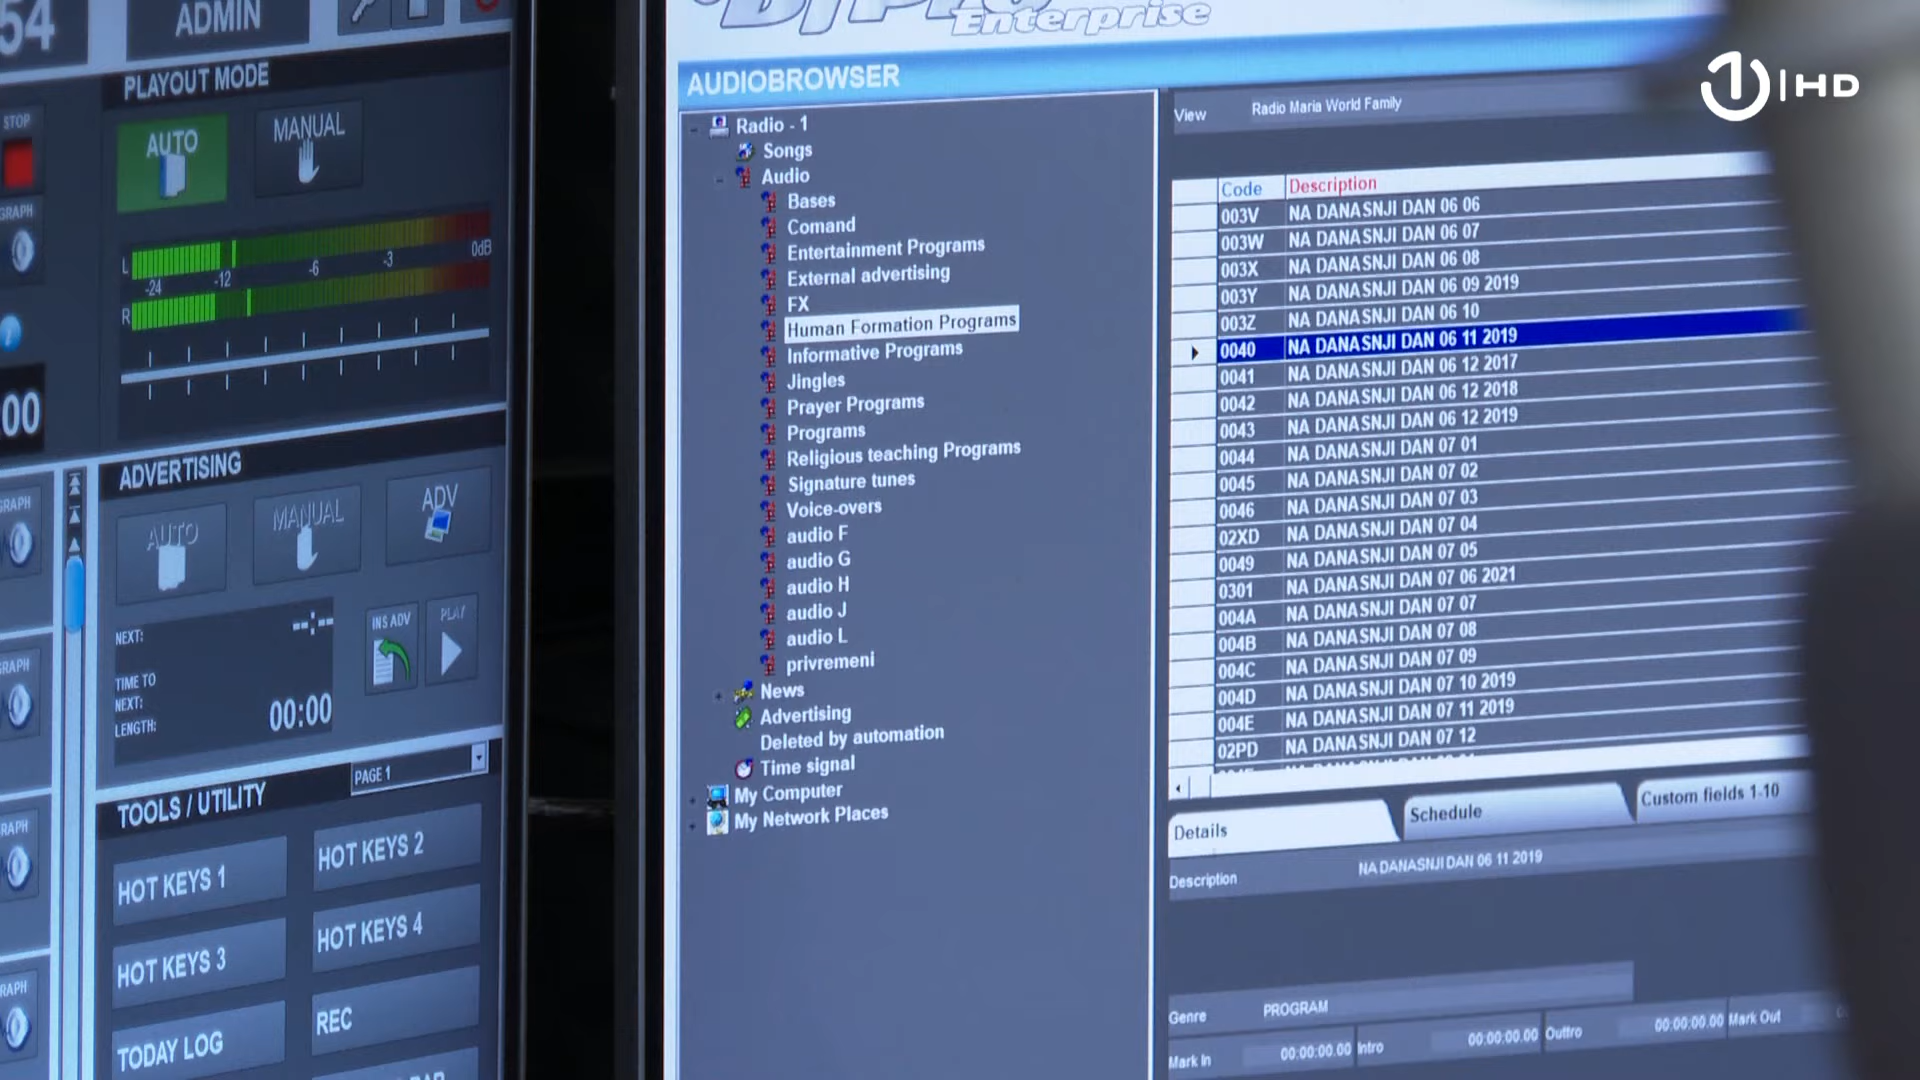 54
ADMIN
PLAYOUT MODE
STOP
AUTO
MANUAL
GRAPH
L
0dB
-24
-12
-6
-3
R
00
ADVERTISING
GRAPH
AUTO
MANUAL
ADV
NEXT:
--:--
INS ADV
PLAY
TIME TO
NEXT:
LENGTH:
00:00
GRAPH
PAGE 1
TOOLS / UTILITY
GRAPH
HOT KEYS 1
HOT KEYS 2
HOT KEYS 3
HOT KEYS 4
GRAPH
TODAY LOG
REC
Enterprise
AUDIOBROWSER
Radio - 1
Songs
Audio
Bases
Comand
Entertainment Programs
External advertising
FX
Human Formation Programs
Informative Programs
Jingles
Prayer Programs
Programs
Religious teaching Programs
Signature tunes
Voice-overs
audio F
audio G
audio H
audio J
audio L
privremeni
News
Advertising
Deleted by automation
Time signal
My Computer
My Network Places
View Radio Maria World Family
Code Description
003V NA DANASNJI DAN 06 06
003W NA DANASNJI DAN 06 07
003X NA DANASNJI DAN 06 08
003Y NA DANASNJI DAN 06 09 2019
003Z NA DANASNJI DAN 06 10
0040 NA DANASNJI DAN 06 11 2019
0041 NA DANASNJI DAN 06 12 2017
0042 NA DANASNJI DAN 06 12 2018
0043 NA DANASNJI DAN 06 12 2019
0044 NA DANASNJI DAN 07 01
0045 NA DANASNJI DAN 07 02
0046 NA DANASNJI DAN 07 03
02XD NA DANASNJI DAN 07 04
0049 NA DANASNJI DAN 07 05
0301 NA DANASNJI DAN 07 06 2021
004A NA DANASNJI DAN 07 07
004B NA DANASNJI DAN 07 08
004C NA DANASNJI DAN 07 09
004D NA DANASNJI DAN 07 10 2019
004E NA DANASNJI DAN 07 11 2019
02PD NA DANASNJI DAN 07 12
Details
Schedule
Custom fields 1-10
Description NA DANASNJI DAN 06 11 2019
Genre PROGRAM
Mark In 00:00:00.00 Intro 00:00:00.00 Outtro 00:00:00.00 Mark Out
1|HD